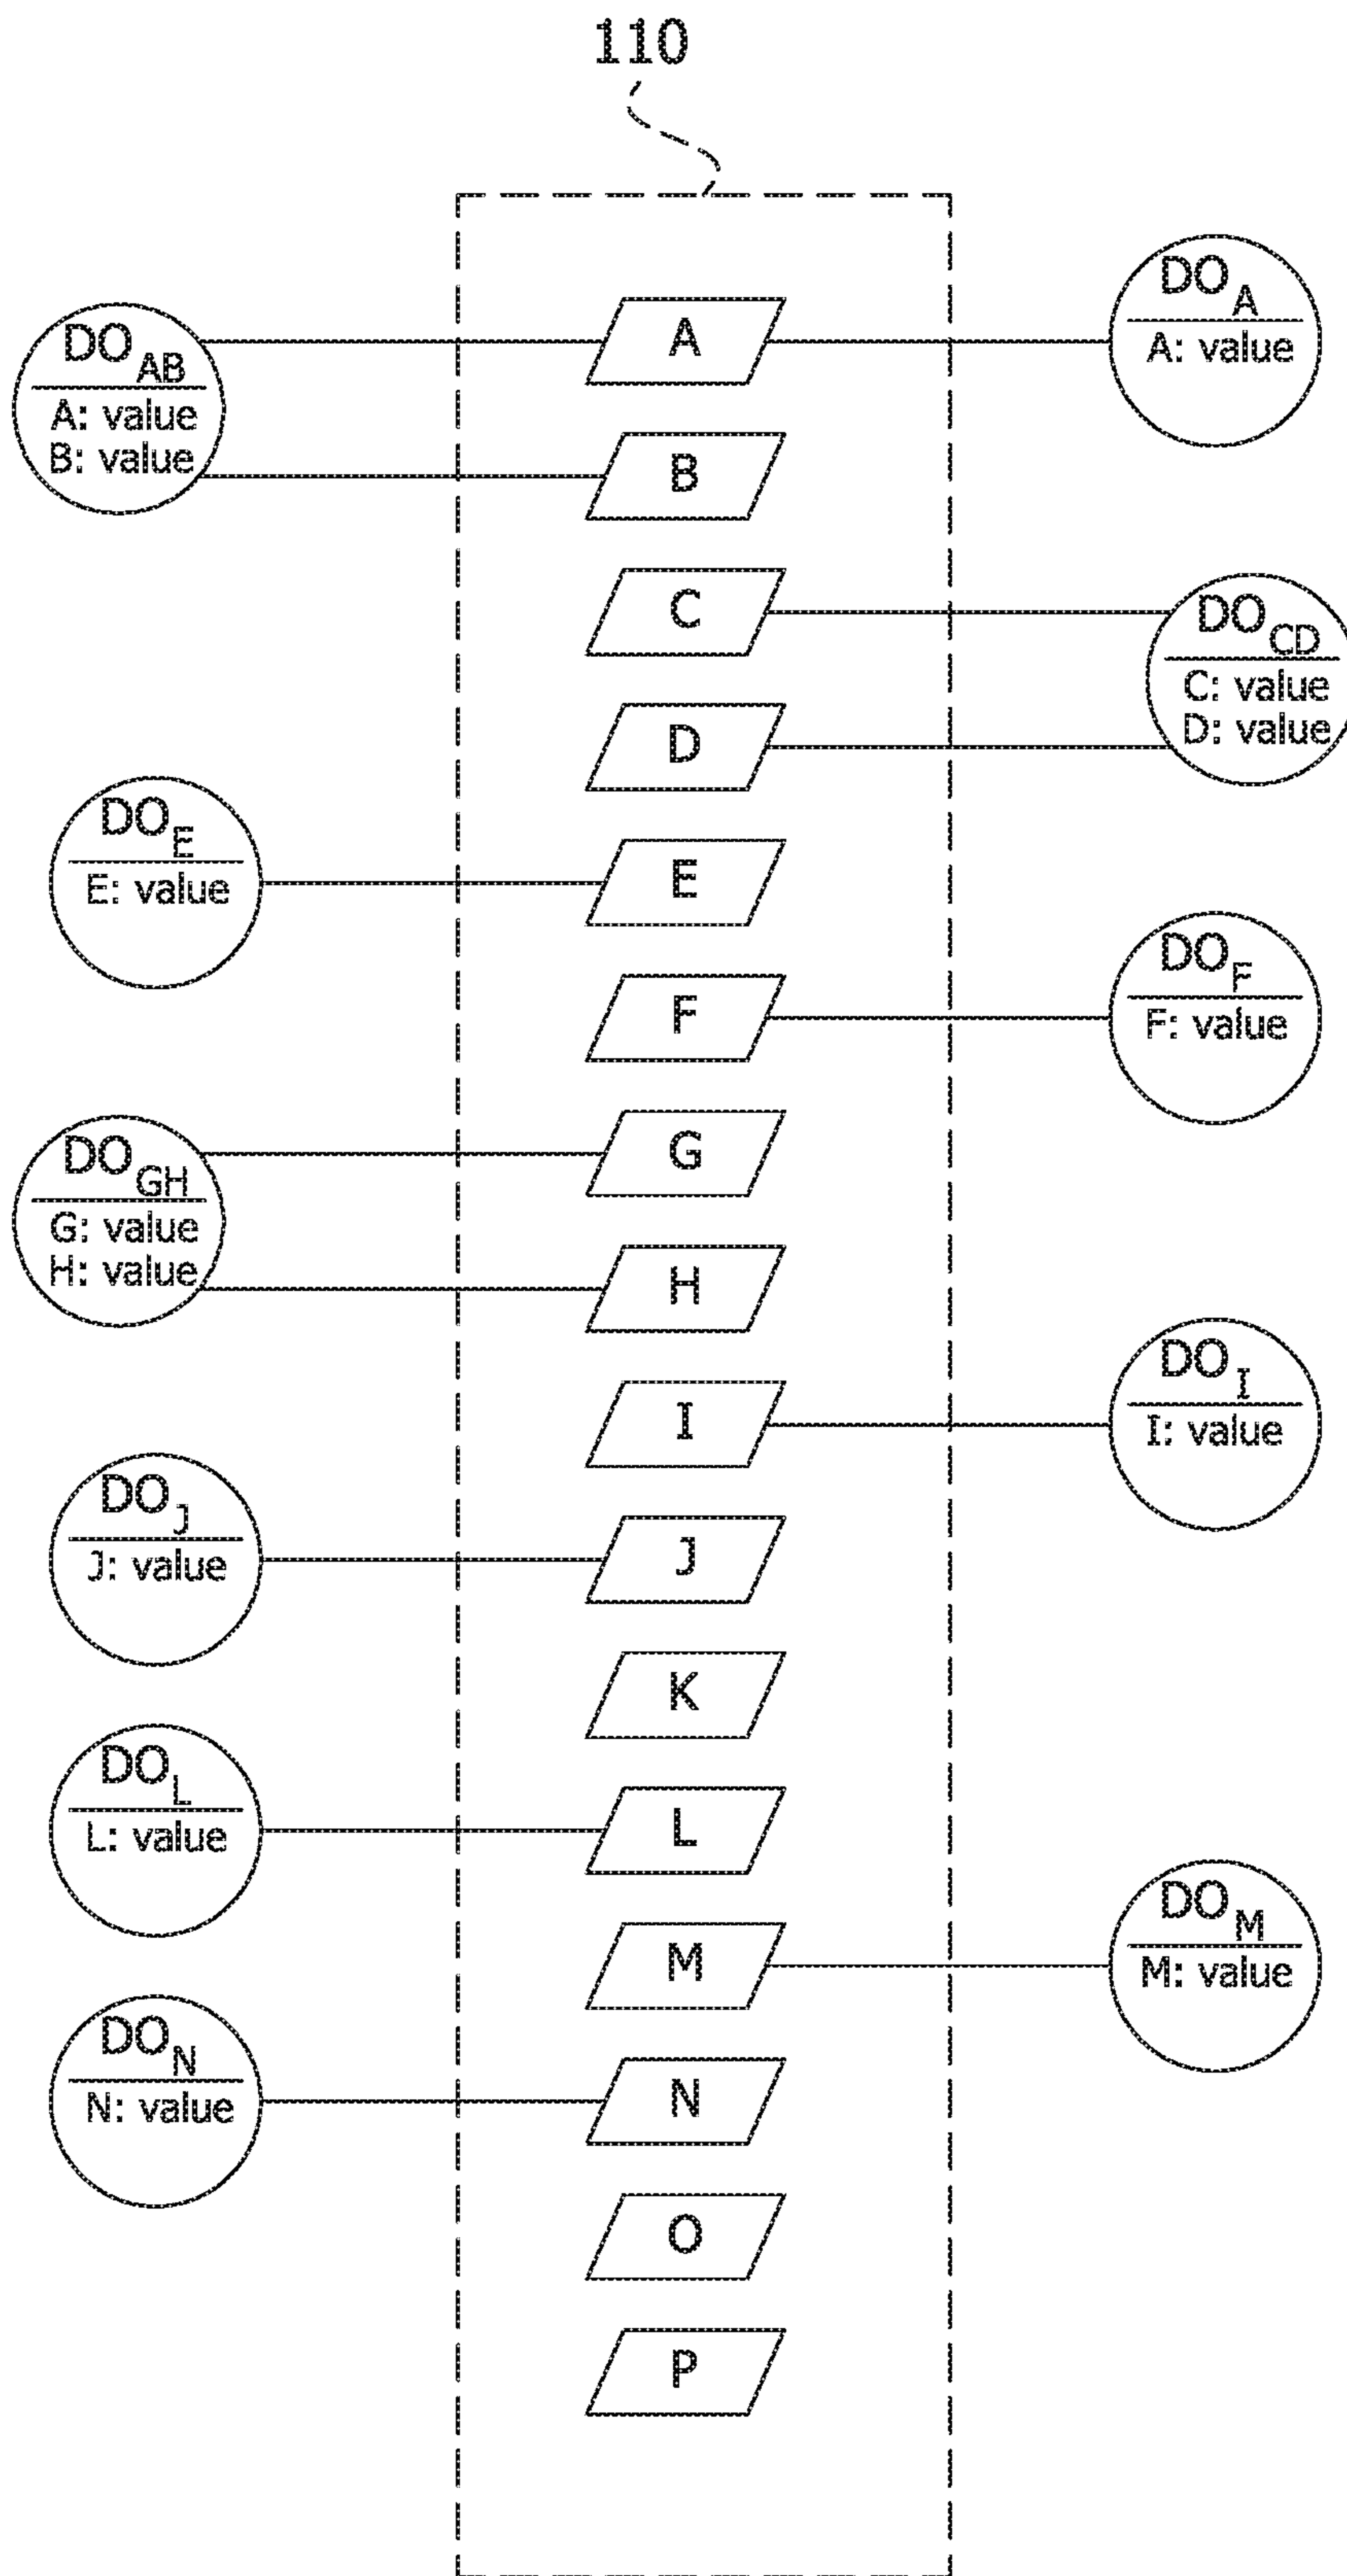 110
DO_A
A: value
A
DO_AB
A: value
B: value
B
C
DO_CD
C: value
D: value
D
DO_E
E: value
E
DO_F
F: value
F
G
DO_GH
G: value
H: value
H
DO_I
I: value
I
DO_J
J: value
J
K
DO_L
L: value
L
DO_M
M: value
M
DO_N
N: value
N
O
P